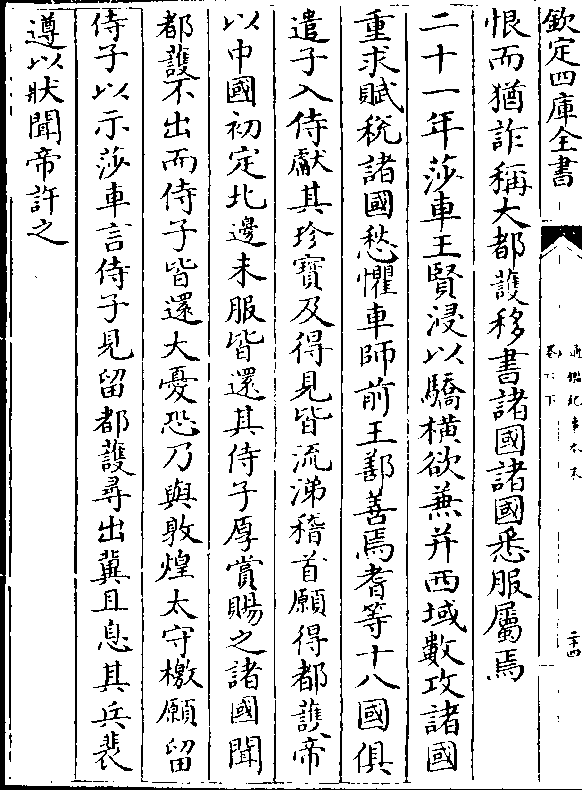 欽定四庫全書
通鑑紀事本末
卷六下
二十四
恨而猶詐稱大都護移書諸國諸國悉服屬焉
二十一年莎車王賢浸以驕橫欲兼并西域數攻諸國
重求賦稅諸國愁懼車師前王鄯善焉耆等十八國俱
遣子入侍獻其珍寶及得見皆流涕稽首願得都護帝
以中國初定北邊未服皆還其侍子厚賞賜之諸國聞
都護不出而侍子皆還大憂恐乃與敦煌太守檄願留
侍子以示莎車言侍子見留都護尋出冀且息其兵裴
遵以狀聞帝許之